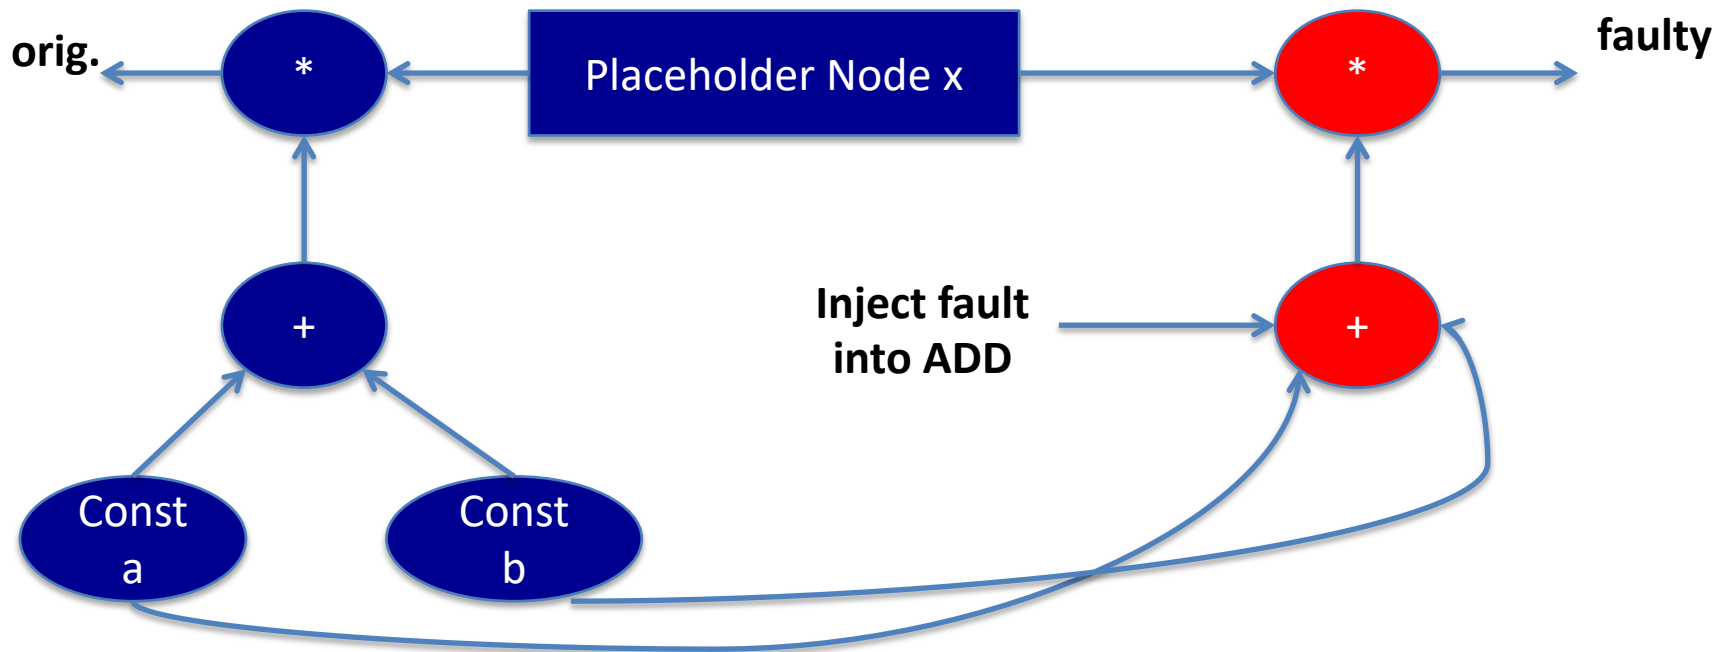 orig.
*
Placeholder Node x
*
faulty
+
Inject fault
into ADD
+
Const
a
Const
b